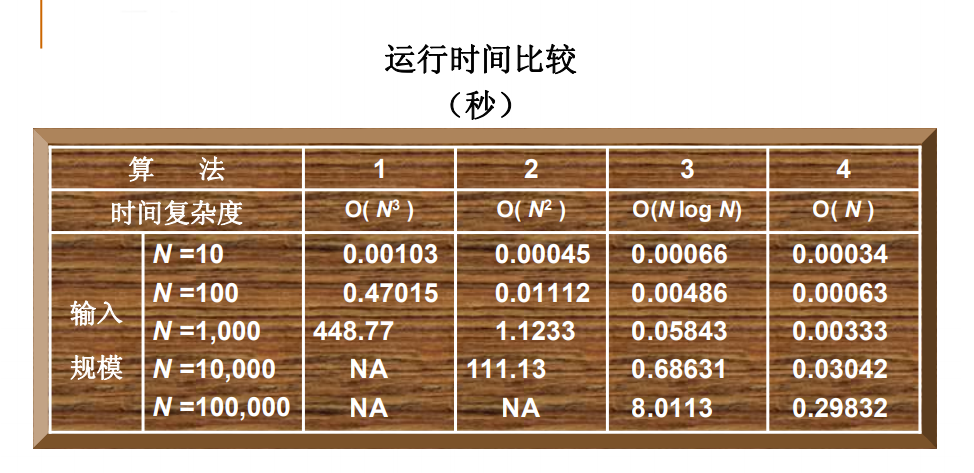 运行时间比较
（秒）
算 法 1 2 3 4
时间复杂度 O( N³ ) O( N² ) O(N log N) O( N )
N =10 0.00103 0.00045 0.00066 0.00034
N =100 0.47015 0.01112 0.00486 0.00063
输入
N =1,000 448.77 1.1233 0.05843 0.00333
规模 N =10,000 NA 111.13 0.68631 0.03042
N =100,000 NA NA 8.0113 0.29832